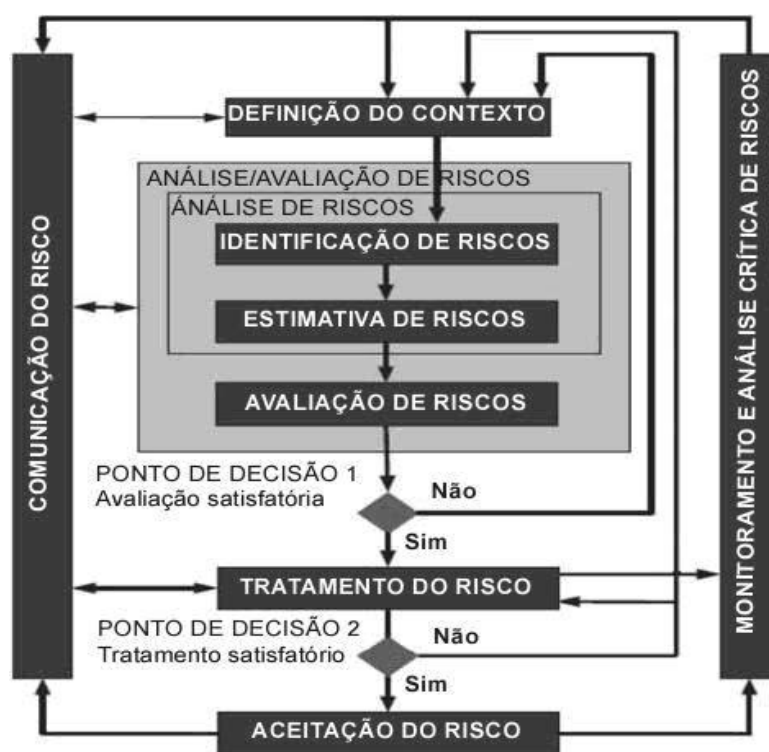 DEFINIÇÃO DO CONTEXTO
ANÁLISE/AVALIAÇÃO DE RISCOS
ÁNÁLISE DE RISCOS
IDENTIFICAÇÃO DE RISCOS
ESTIMATIVA DE RISCOS
AVALIAÇÃO DE RISCOS
PONTO DE DECISÃO 1
Avaliação satisfatória
Não
Sim
TRATAMENTO DO RISCO
PONTO DE DECISÃO 2
Tratamento satisfatório
Não
Sim
ACEITAÇÃO DO RISCO
COMUNICAÇÃO DO RISCO
MONITORAMENTO E ANÁLISE CRÍTICA DE RISCOS